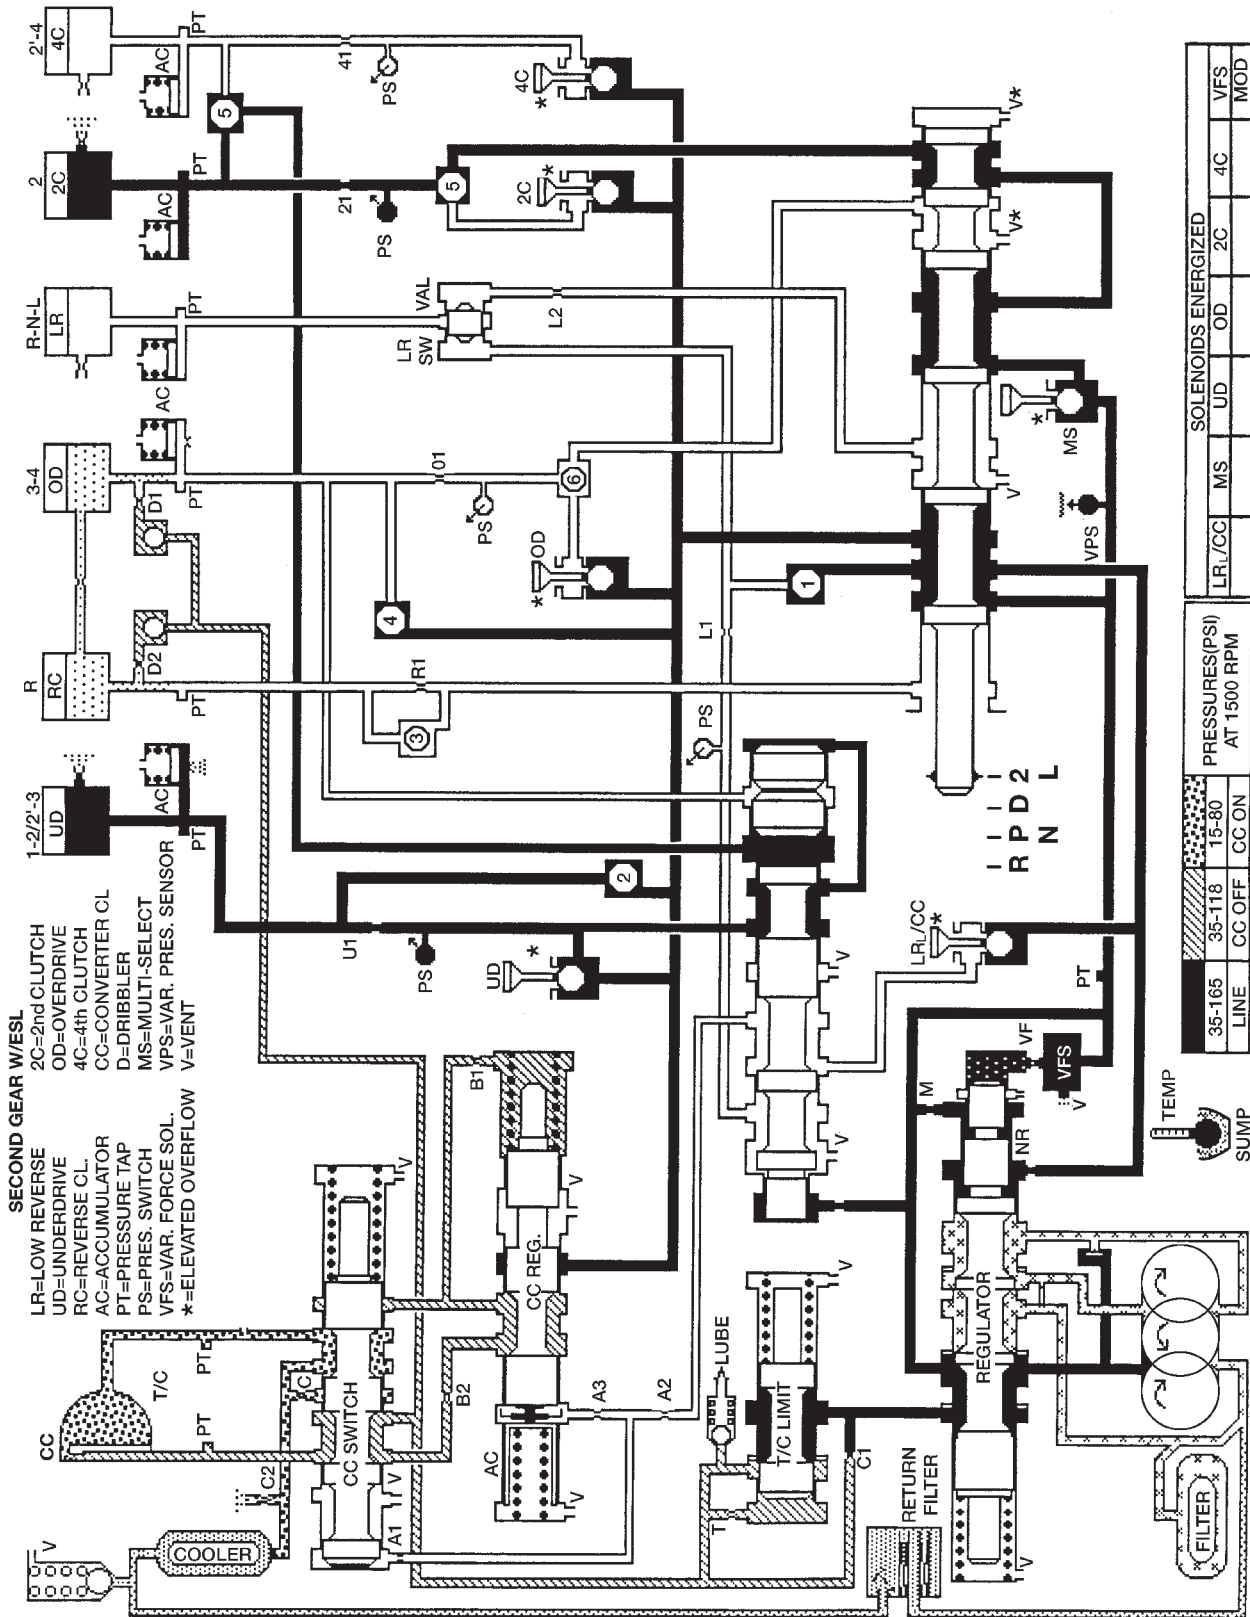 SECOND GEAR W/ESL
LR=LOW REVERSE
UD=UNDERDRIVE
RC=REVERSE CL.
AC=ACCUMULATOR
PT=PRESSURE TAP
PS=PRES. SWITCH
VFS=VAR. FORCE SOL.
*=ELEVATED OVERFLOW
2C=2nd CLUTCH
OD=OVERDRIVE
4C=4th CLUTCH
CC=CONVERTER CL
D=DRIBBLER
MS=MULTI-SELECT
VPS=VAR. PRES. SENSOR
V=VENT
1-2/2'-3
UD
R
RC
3-4
OD
R-N-L
LR
2
2C
2'-4
4C
AC
PT
PT
D2
D1
AC
PT
AC
PT
AC
PT
AC
PT
V
COOLER
C2
CC
T/C
PT
PT
C
CC SWITCH
V
V
A1
B2
B1
U1
PS
2
3
R1
4
01
PS
6
OD
*
LR
SW
VAL
L2
21
PS
5
5
2C
*
41
PS
4C
*
UD
*
AC
V
CC REG.
V
A3
A2
L1
PS
1
LUBE
T
T/C LIMIT
V
C1
V
V
LRL/CC
*
R P D 2
N L
V
V*
V*
MS
*
VPS
RETURN
FILTER
V
REGULATOR
NR
M
VF
VFS
V
PT
FILTER
TEMP
SUMP
35-165
LINE
35-118
CC OFF
15-80
CC ON
PRESSURES(PSI)
AT 1500 RPM
SOLENOIDS ENERGIZED
LRL/CC
MS
UD
OD
2C
4C
VFS
MOD